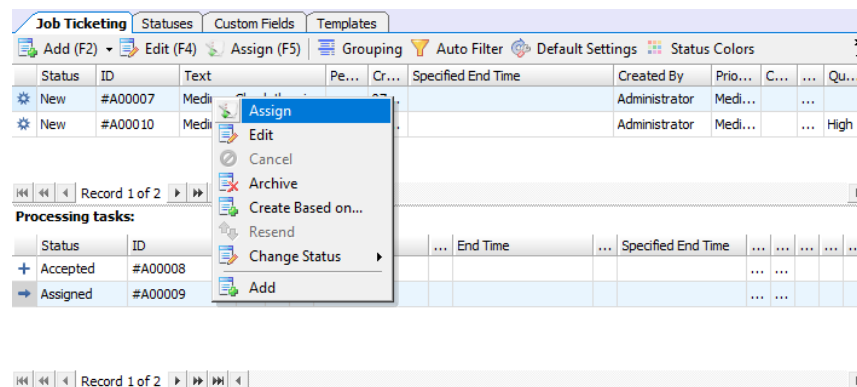 Job Ticketing Statuses Custom Fields Templates
Add (F2) Edit (F4) Assign (F5) Grouping Auto Filter Default Settings Status Colors
Status ID Text Pe... Cr... Specified End Time Created By Prio... C... ... Qu...
New #A00007 Administrator Medi... ...
New #A00010 Administrator Medi... ... High
Assign
Edit
Cancel
Archive
Create Based on...
Resend
Change Status
Add
Record 1 of 2
Processing tasks:
Status ID ... End Time ... Specified End Time ... ... ... ... ...
Accepted #A00008 ... ...
Assigned #A00009 ... ...
Record 1 of 2